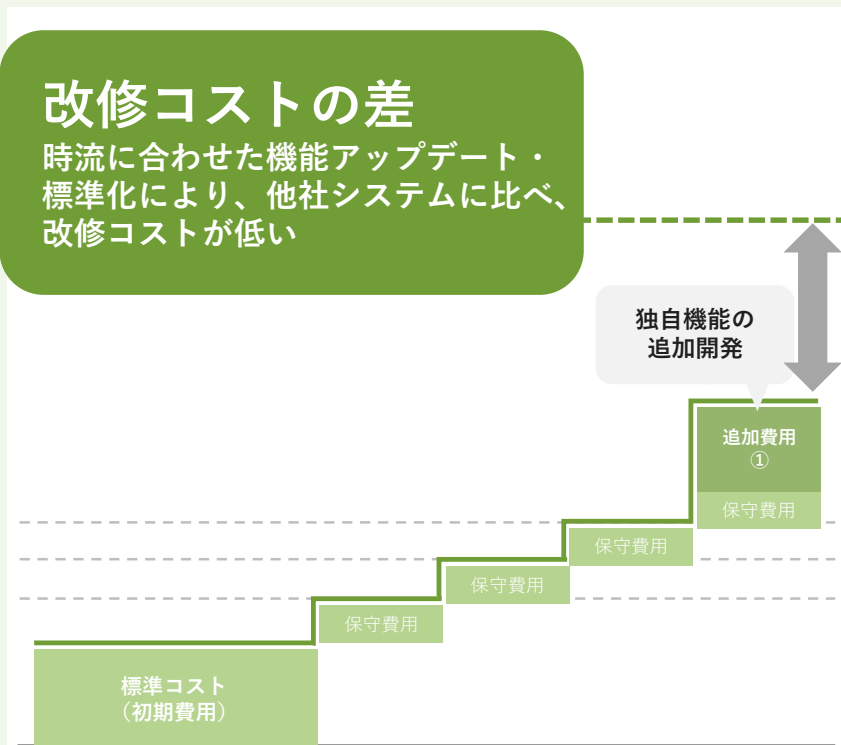 改修コストの差
時流に合わせた機能アップデート・
標準化により、他社システムに比べ、
改修コストが低い
独自機能の
追加開発
追加費用
①
保守費用
保守費用
保守費用
保守費用
標準コスト
（初期費用）